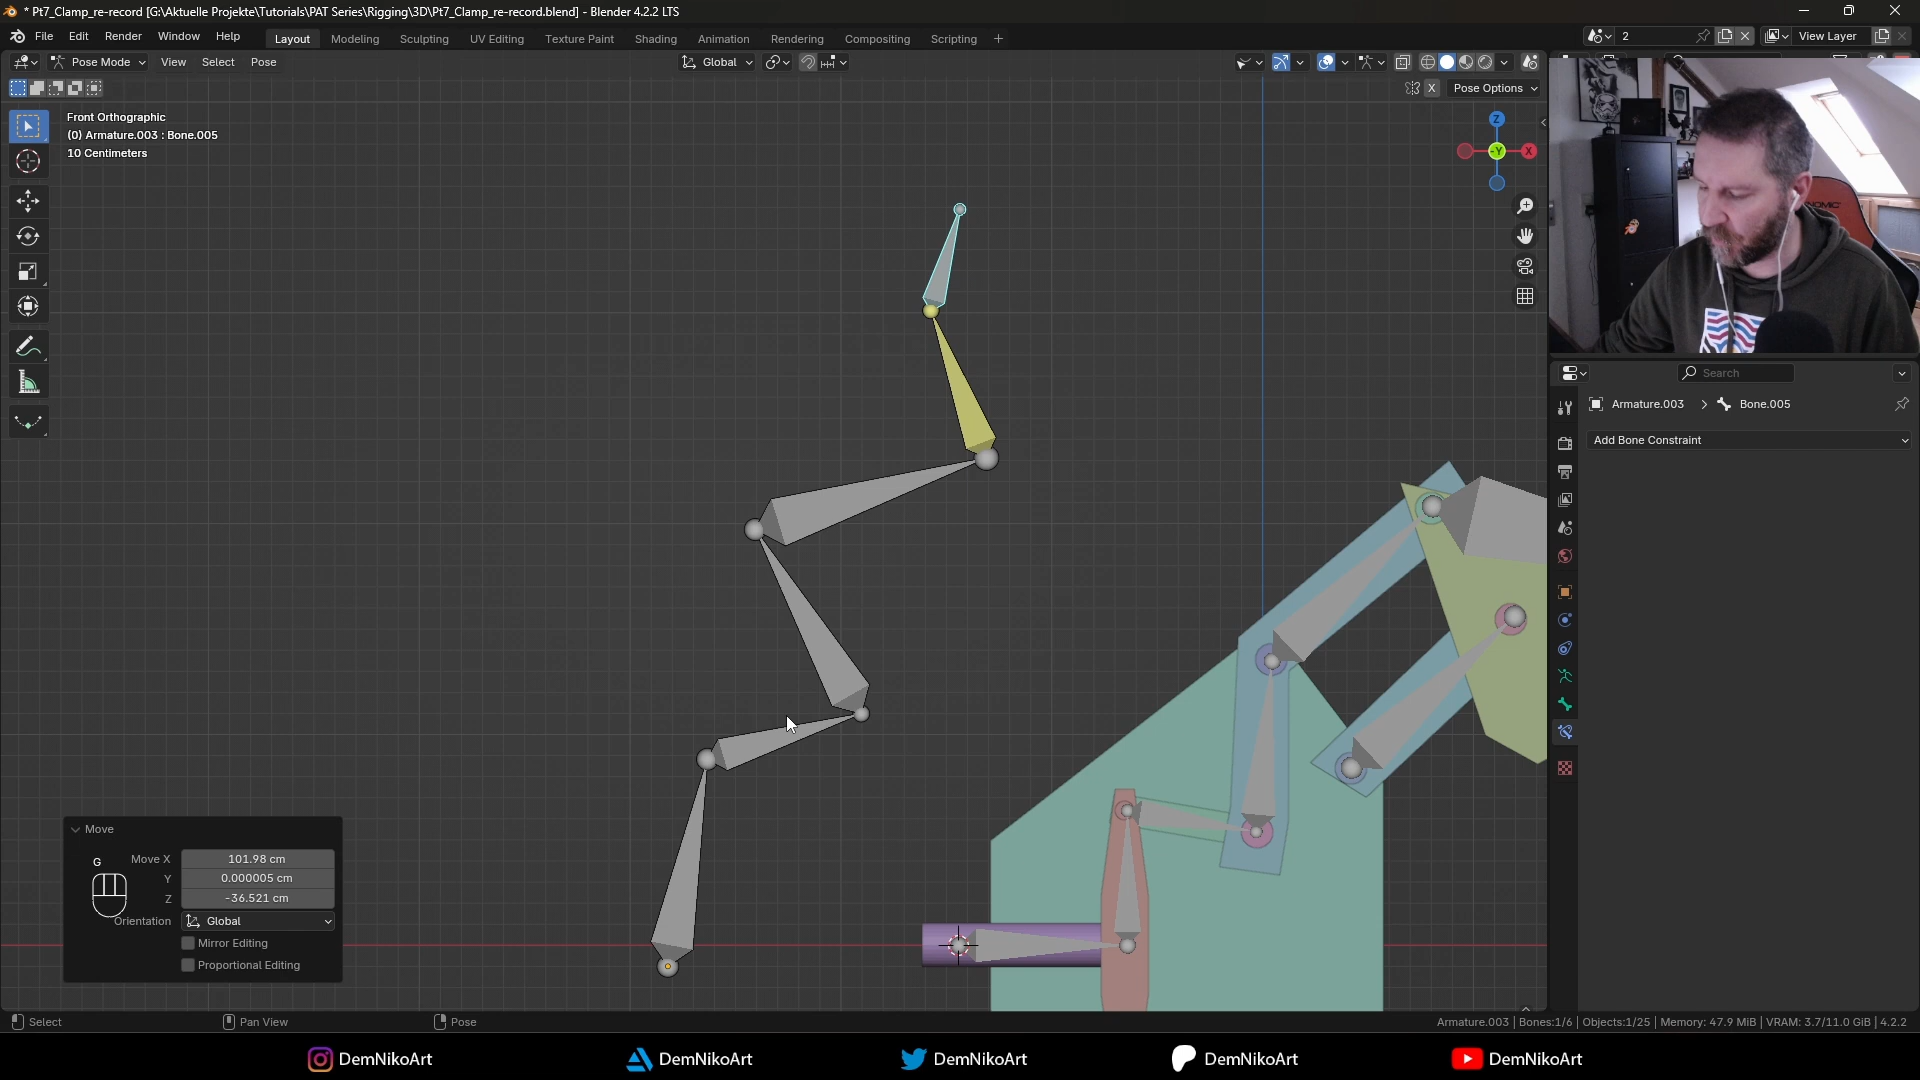 * Pt7_Clamp_re-record [G:\Aktuelle Projekte\Tutorials\PAT Series\Rigging\3D\Pt7_Clamp_re-record.blend] - Blender 4.2.2 LTS
File Edit Render Window Help
Layout Modeling Sculpting UV Editing Texture Paint Shading Animation Rendering Compositing Scripting +
2
View Layer
Pose Mode View Select Pose
Global
X Pose Options
Front Orthographic
(0) Armature.003 : Bone.005
10 Centimeters
Z
-Y
X
Search
Armature.003 > Bone.005
Add Bone Constraint
Move
G
Move X 101.98 cm
Y 0.000005 cm
Z -36.521 cm
Orientation Global
Mirror Editing
Proportional Editing
Select
Pan View
Pose
Armature.003 | Bones:1/6 | Objects:1/25 | Memory: 47.9 MiB | VRAM: 3.7/11.0 GiB | 4.2.2
DemNikoArt
DemNikoArt
DemNikoArt
DemNikoArt
DemNikoArt